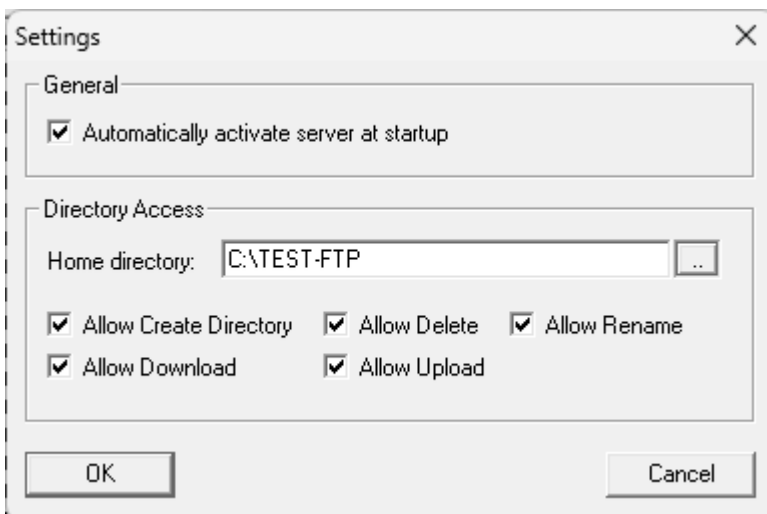 Settings
General
Automatically activate server at startup
Directory Access
Home directory: C:\TEST-FTP ..
Allow Create Directory Allow Delete Allow Rename
Allow Download Allow Upload
OK Cancel